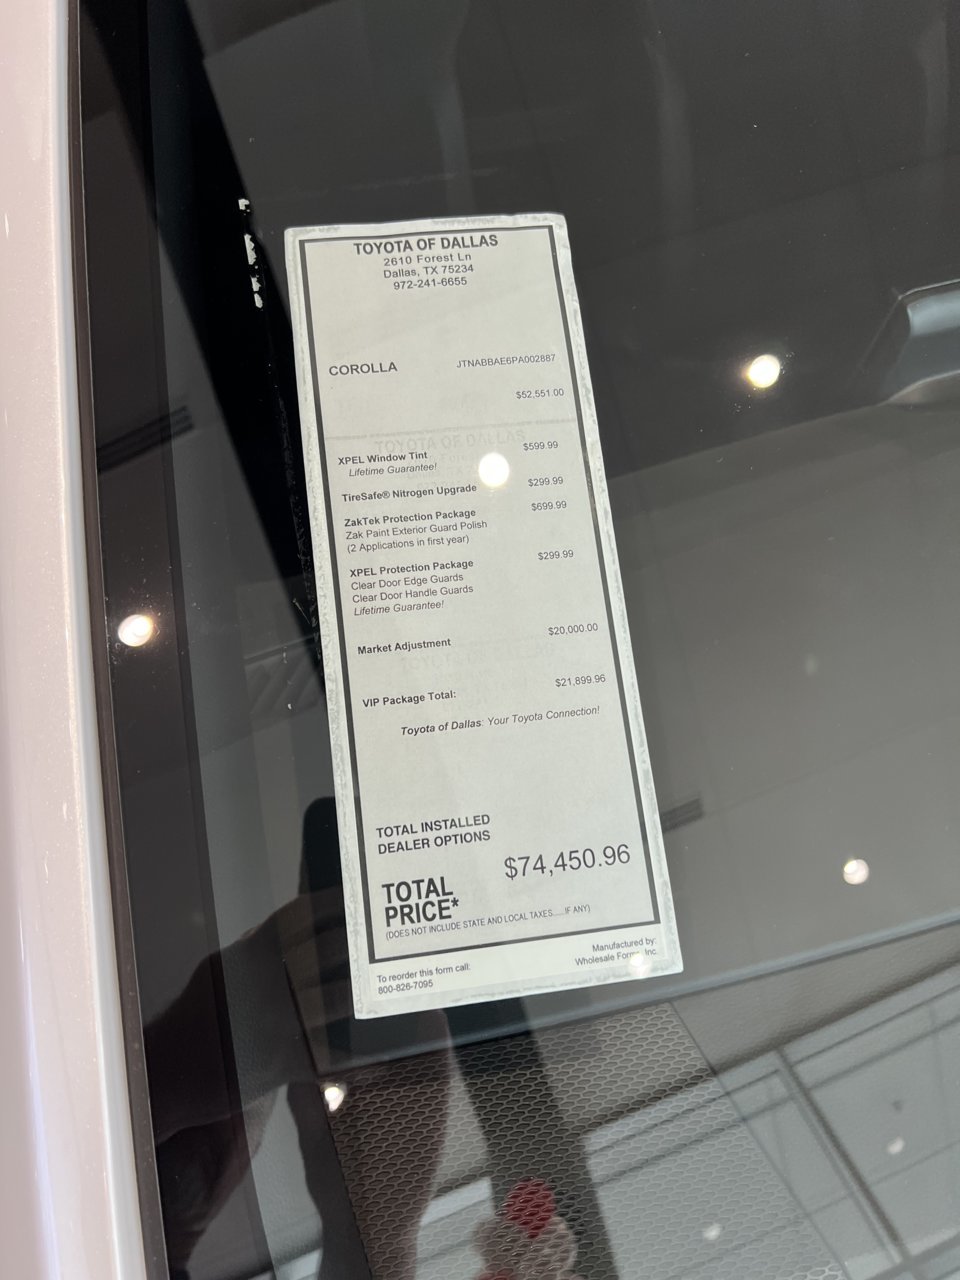 TOYOTA OF DALLAS
2610 Forest Ln
Dallas, TX 75234
972-241-6655
COROLLA JTNABBAE6PA002887
$52,551.00
TOYOTA OF DALLAS
XPEL Window Tint $599.99
Lifetime Guarantee!
TireSafe® Nitrogen Upgrade $299.99
ZakTek Protection Package $699.99
Zak Paint Exterior Guard Polish
(2 Applications in first year)
XPEL Protection Package $299.99
Clear Door Edge Guards
Clear Door Handle Guards
Lifetime Guarantee!
Market Adjustment $20,000.00
VIP Package Total: $21,899.96
Toyota of Dallas: Your Toyota Connection!
TOTAL INSTALLED
DEALER OPTIONS
$74,450.96
TOTAL
PRICE*
(DOES NOT INCLUDE STATE AND LOCAL TAXES.....IF ANY)
To reorder this form call:
800-826-7095
Manufactured by:
Wholesale Forms, Inc.